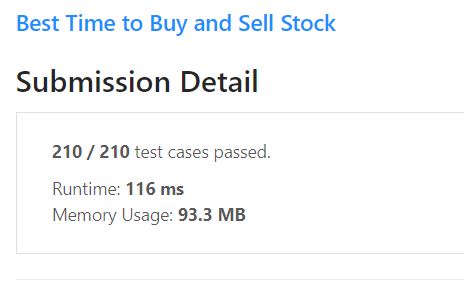 Best Time to Buy and Sell Stock
Submission Detail
210 / 210 test cases passed.
Runtime: 116 ms
Memory Usage: 93.3 MB